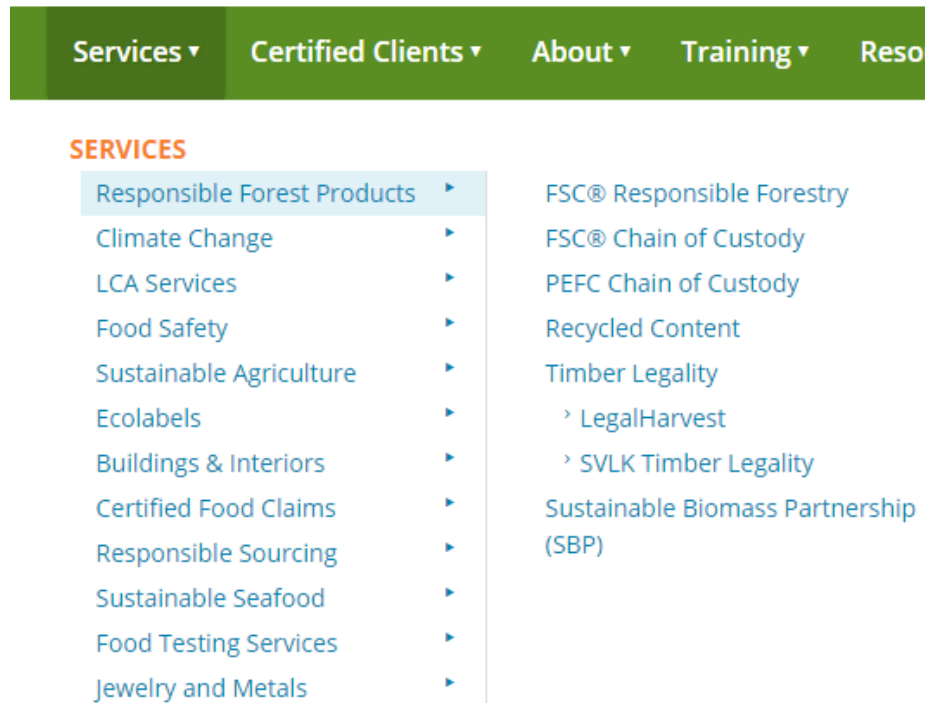 Services ▾ Certified Clients ▾ About ▾ Training ▾ Reso
SERVICES
Responsible Forest Products ▸
Climate Change ▸
LCA Services ▸
Food Safety ▸
Sustainable Agriculture ▸
Ecolabels ▸
Buildings & Interiors ▸
Certified Food Claims ▸
Responsible Sourcing ▸
Sustainable Seafood ▸
Food Testing Services ▸
Jewelry and Metals ▸
FSC® Responsible Forestry
FSC® Chain of Custody
PEFC Chain of Custody
Recycled Content
Timber Legality
› LegalHarvest
› SVLK Timber Legality
Sustainable Biomass Partnership
(SBP)